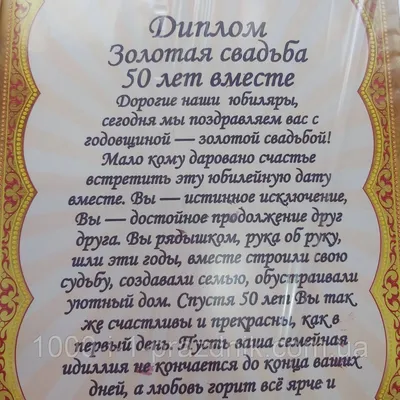 Диплом
Золотая свадьба
50 лет вместе
Дорогие наши юбиляры,
сегодня мы поздравляем вас с
годовщиной — золотой свадьбой!
Мало кому даровано счастье
встретить эту юбилейную дату
вместе. Вы — истинное исключение,
Вы — достойное продолжение друг
друга. Вы рядышком, рука об руку,
шли эти годы, вместе строили свою
судьбу, создавали семью, обустраивали
уютный дом. Спустя 50 лет Вы так
же счастливы и прекрасны, как в
первый день. Пусть ваша семейная
идиллия не кончается до конца ваших
дней, а любовь горит всё ярче и